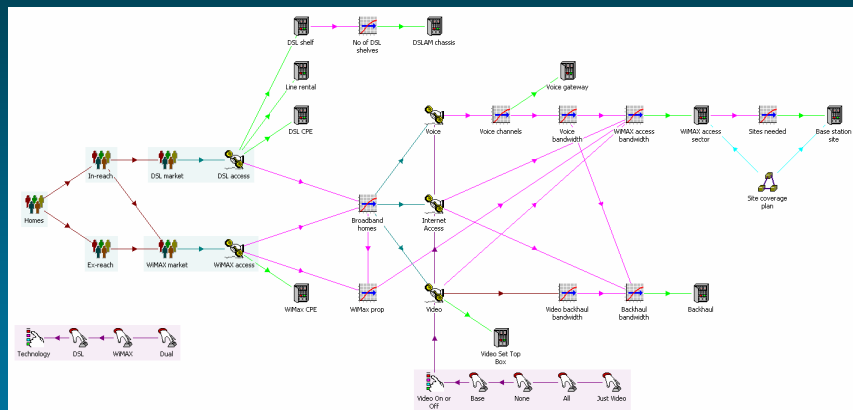 DSL shelf
No of DSL
shelves
DSLAM chassis
Line rental
Voice gateway
DSL CPE
Voice
Voice channels
Voice
bandwidth
WiMAX access
bandwidth
WiMAX access
sector
Sites needed
Base station
site
In-reach
DSL market
DSL access
Site coverage
plan
Homes
Broadband
homes
Internet
Access
Ex-reach
WiMAX market
WiMAX access
WiMax CPE
WiMax prop
Video
Video backhaul
bandwidth
Backhaul
bandwidth
Backhaul
Technology
DSL
WiMAX
Dual
Video Set Top
Box
Video On or
Off
Base
None
All
Just Video